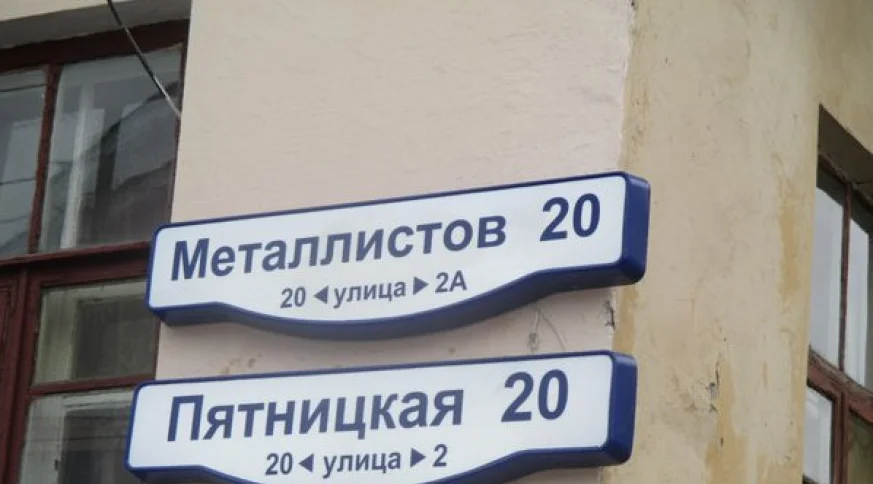 Металлистов 20
20 ◄ улица ► 2А
Пятницкая 20
20 ◄ улица ► 2